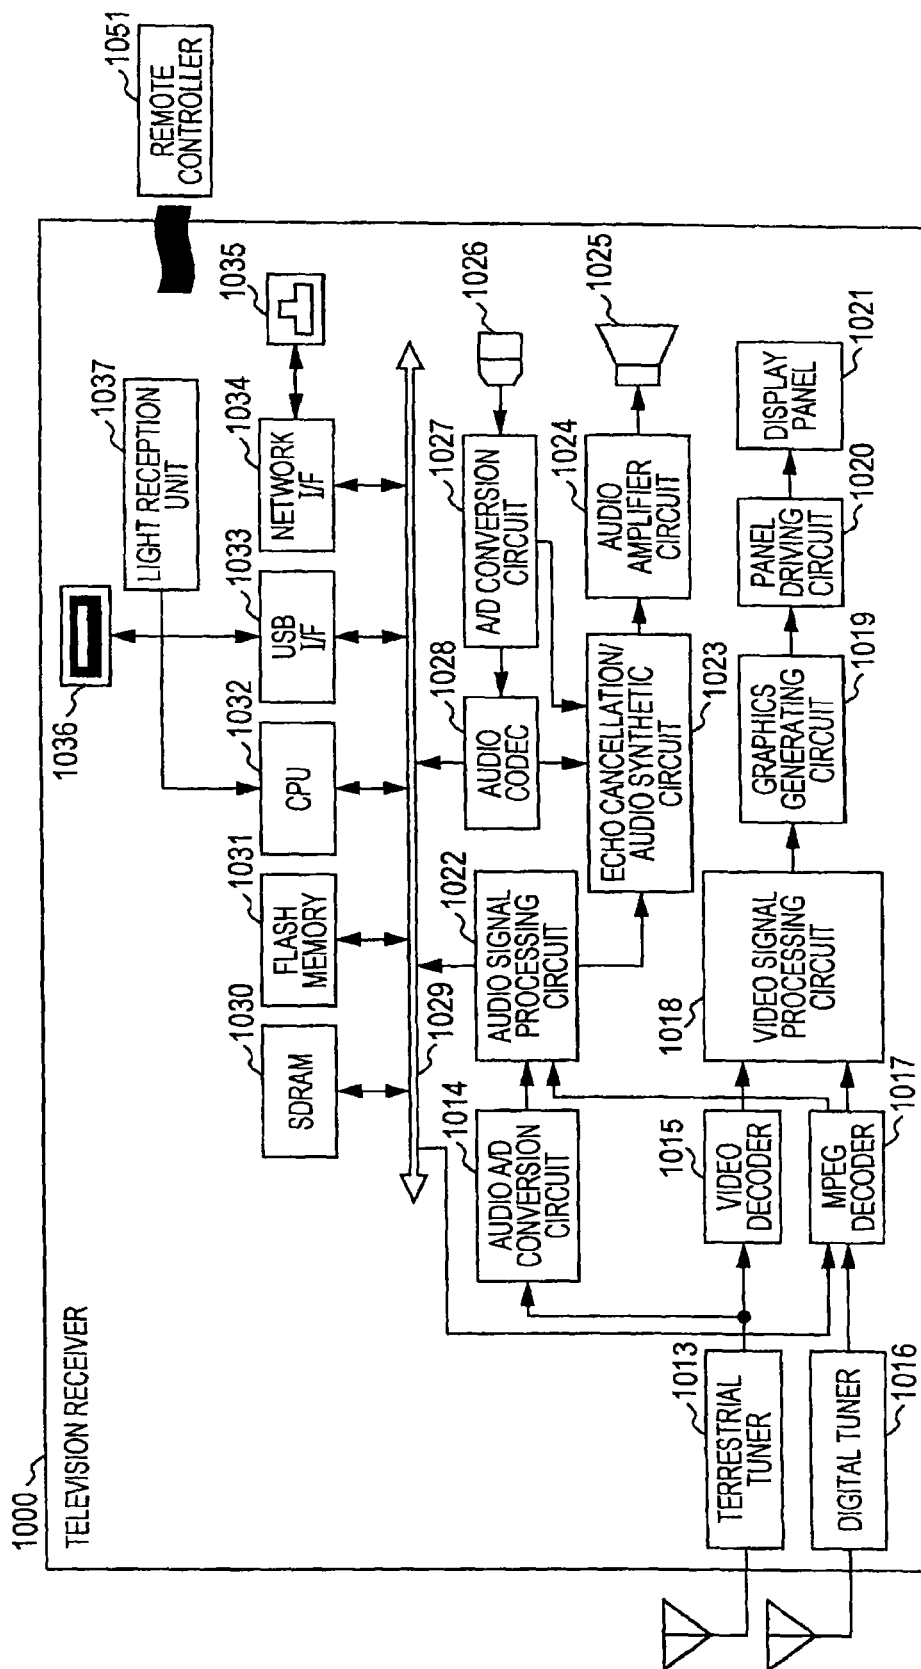 1000
TELEVISION RECEIVER
1051
REMOTE
CONTROLLER
1036
1037
LIGHT RECEPTION
UNIT
1030
SDRAM
1031
FLASH
MEMORY
1032
CPU
1033
USB
I/F
1034
NETWORK
I/F
1035
1029
1014
AUDIO A/D
CONVERSION
CIRCUIT
1022
AUDIO SIGNAL
PROCESSING
CIRCUIT
1028
AUDIO
CODEC
1027
A/D CONVERSION
CIRCUIT
1026
ECHO CANCELLATION/
AUDIO SYNTHETIC
CIRCUIT
1023
1024
AUDIO
AMPLIFIER
CIRCUIT
1025
1013
TERRESTRIAL
TUNER
1015
VIDEO
DECODER
1018
VIDEO SIGNAL
PROCESSING
CIRCUIT
GRAPHICS
GENERATING
CIRCUIT
1019
PANEL
DRIVING
CIRCUIT
1020
DISPLAY
PANEL
1021
DIGITAL TUNER
1016
MPEG
DECODER
1017